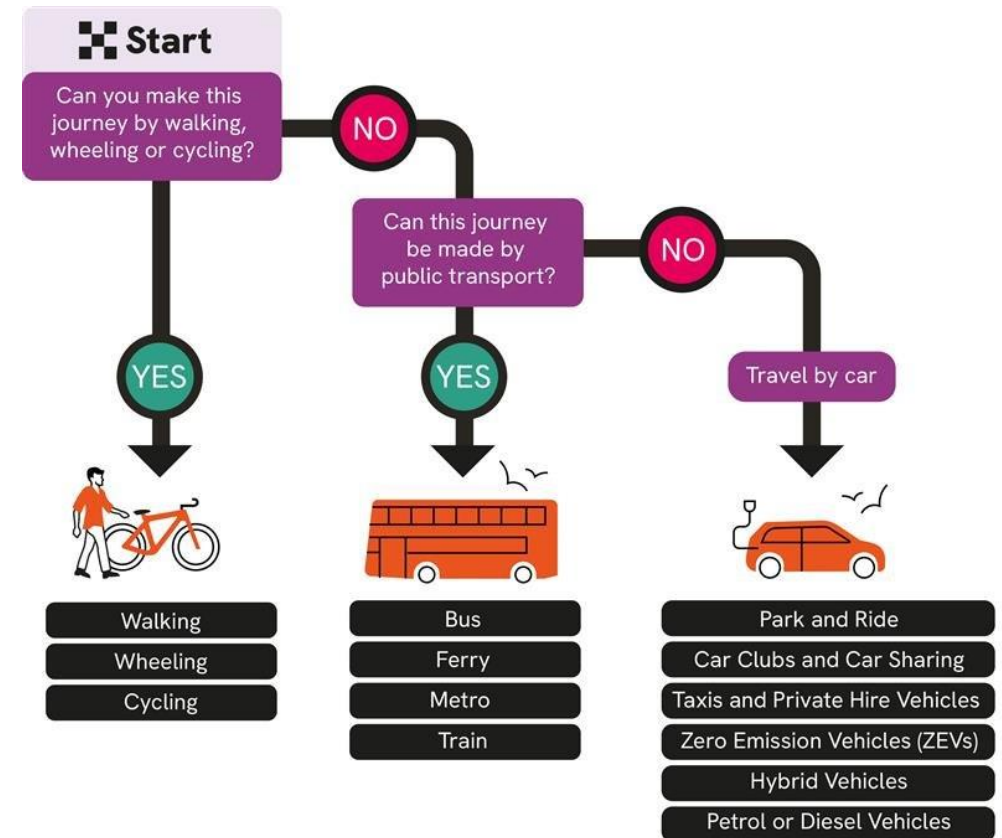 Start
Can you make this
journey by walking,
wheeling or cycling?
NO
Can this journey
be made by
public transport?
NO
YES
YES
Travel by car
Walking
Wheeling
Cycling
Bus
Ferry
Metro
Train
Park and Ride
Car Clubs and Car Sharing
Taxis and Private Hire Vehicles
Zero Emission Vehicles (ZEVs)
Hybrid Vehicles
Petrol or Diesel Vehicles